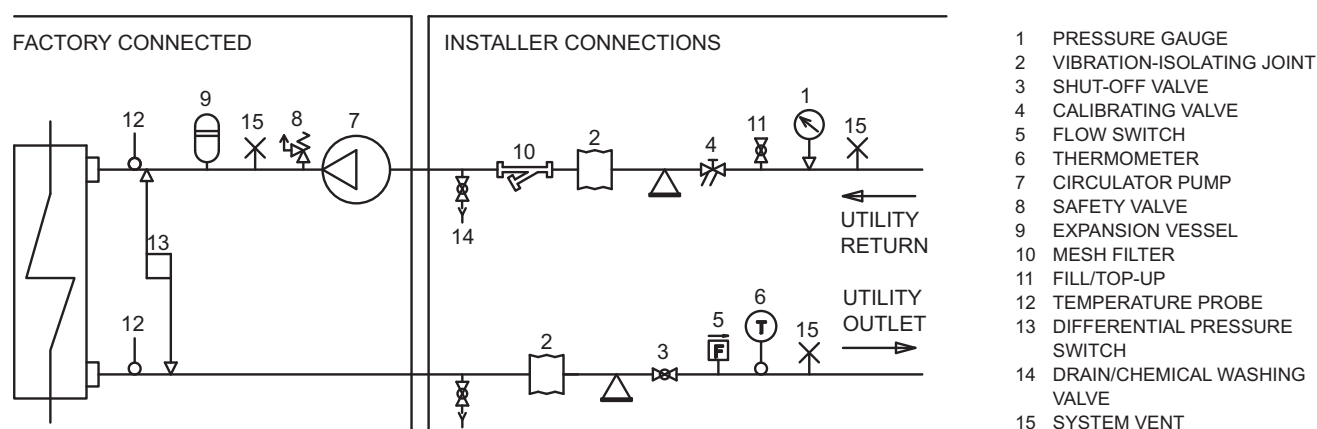 FACTORY CONNECTED
INSTALLER CONNECTIONS
12
9
15
8
7
10
2
4
11
1
15
14
UTILITY
RETURN
13
12
2
3
5
F
6
T
15
UTILITY
OUTLET
1 PRESSURE GAUGE
2 VIBRATION-ISOLATING JOINT
3 SHUT-OFF VALVE
4 CALIBRATING VALVE
5 FLOW SWITCH
6 THERMOMETER
7 CIRCULATOR PUMP
8 SAFETY VALVE
9 EXPANSION VESSEL
10 MESH FILTER
11 FILL/TOP-UP
12 TEMPERATURE PROBE
13 DIFFERENTIAL PRESSURE
SWITCH
14 DRAIN/CHEMICAL WASHING
VALVE
15 SYSTEM VENT